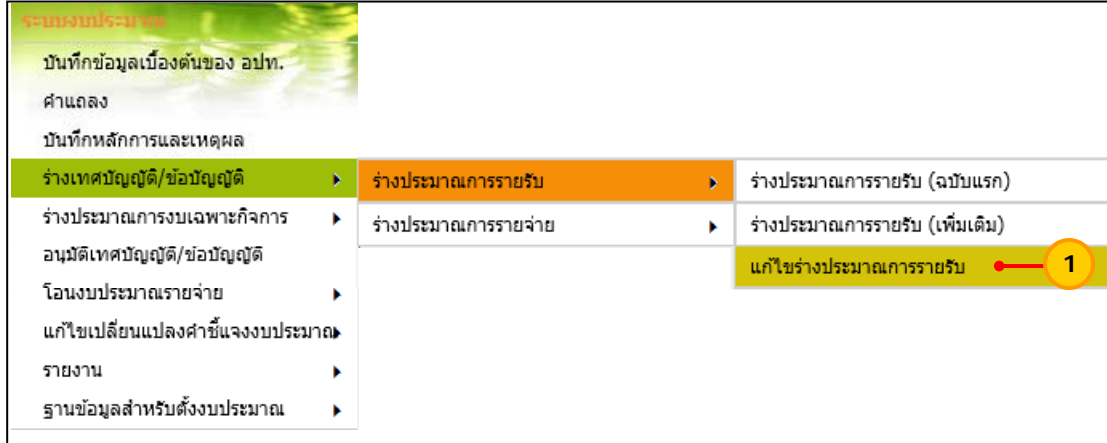 ระบบงบประมาณ
บันทึกข้อมูลเบื้องต้นของ อปท.
คำแถลง
บันทึกหลักการและเหตุผล
ร่างเทศบัญญัติ/ข้อบัญญัติ
ร่างประมาณการงบเฉพาะกิจการ
อนุมัติเทศบัญญัติ/ข้อบัญญัติ
โอนงบประมาณรายจ่าย
แก้ไขเปลี่ยนแปลงคำชี้แจงงบประมาณ
รายงาน
ฐานข้อมูลสำหรับตั้งงบประมาณ
ร่างประมาณการรายรับ
ร่างประมาณการรายจ่าย
ร่างประมาณการรายรับ (ฉบับแรก)
ร่างประมาณการรายรับ (เพิ่มเติม)
แก้ไขร่างประมาณการรายรับ
1